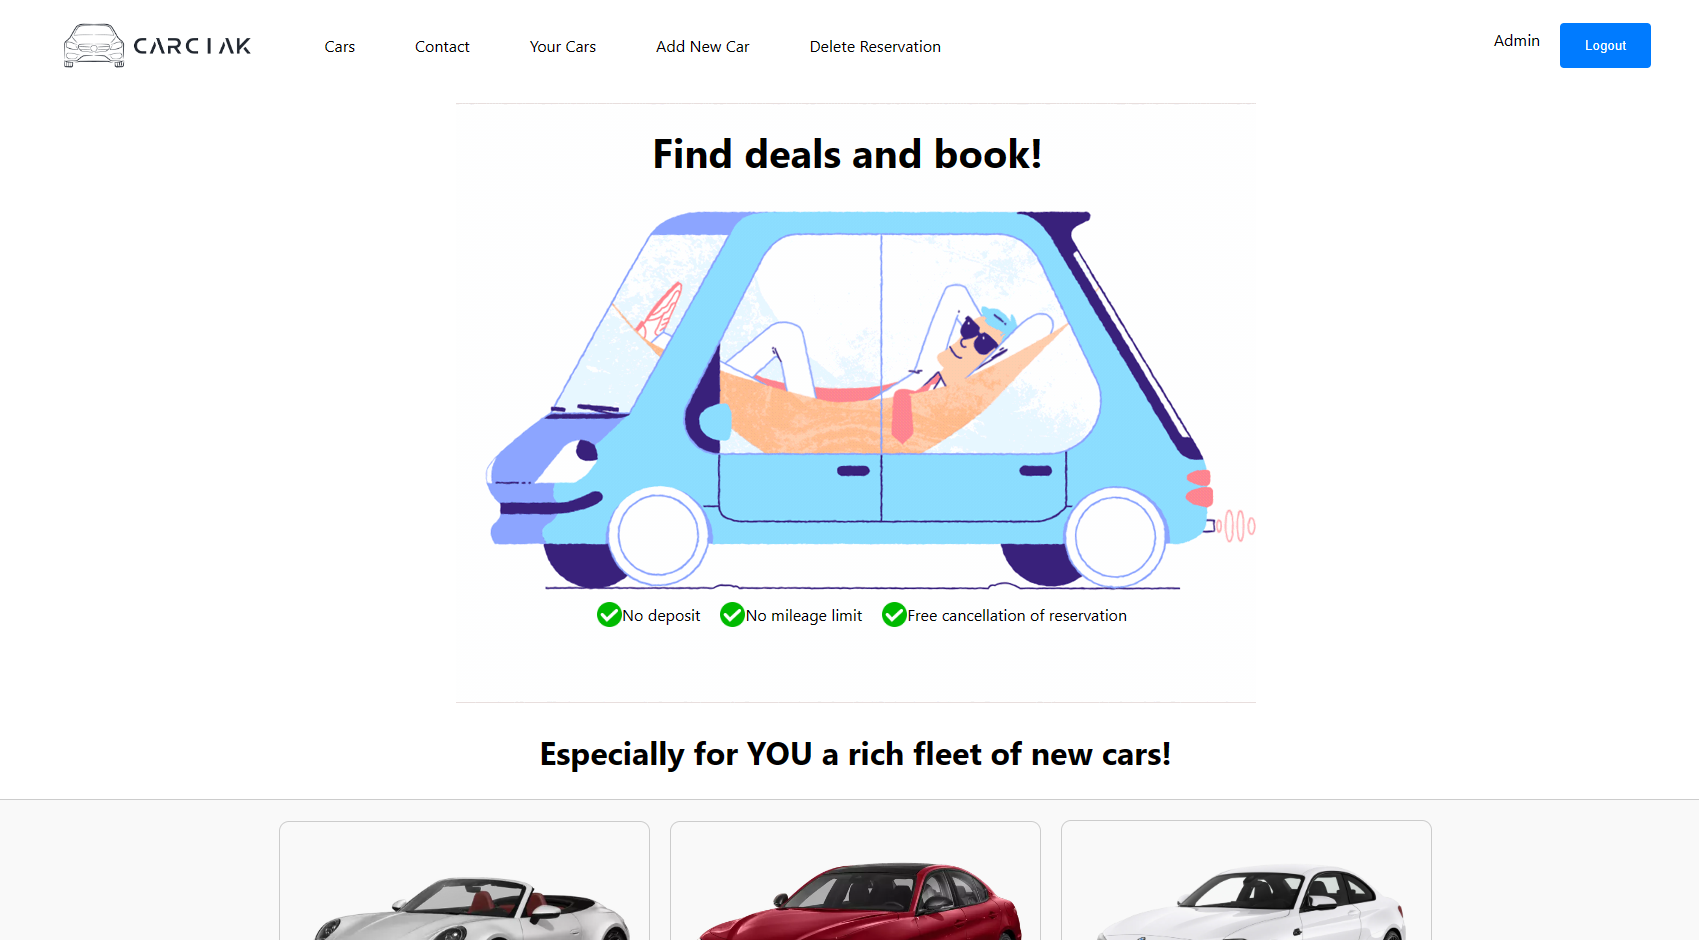 CARCIAK
Cars
Contact
Your Cars
Add New Car
Delete Reservation
Admin
Logout
Find deals and book!
No deposit
No mileage limit
Free cancellation of reservation
Especially for YOU a rich fleet of new cars!